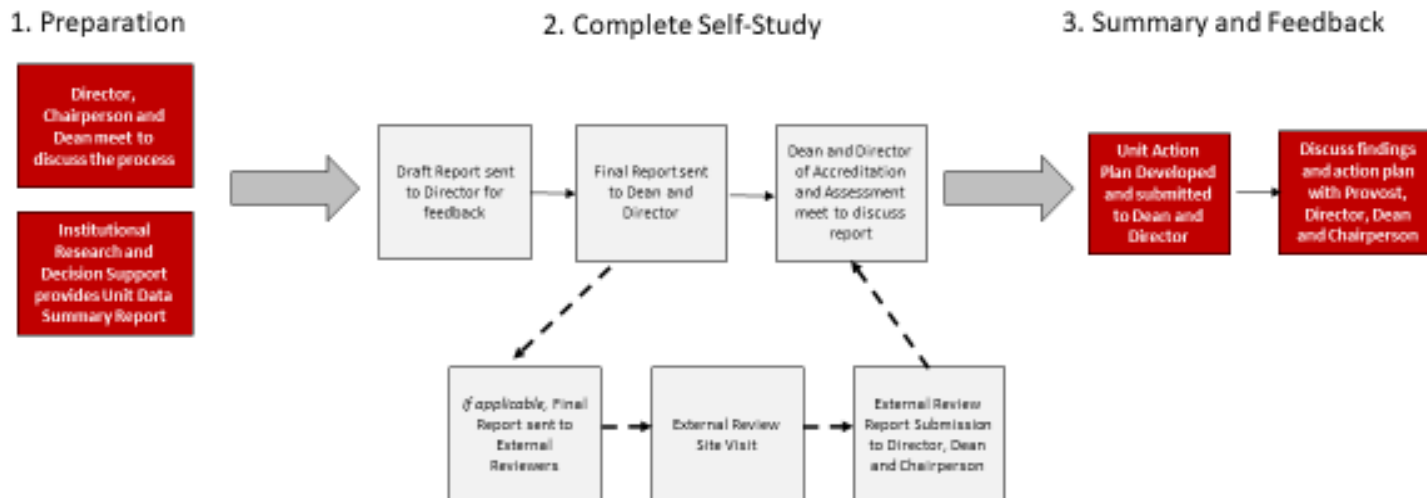 1. Preparation
2. Complete Self-Study
3. Summary and Feedback
Director,
Chairperson and
Dean meet to
discuss the process
Institutional
Research and
Decision Support
provides Unit Data
Summary Report
Draft Report sent
to Director for
feedback
Final Report sent
to Dean and
Director
Dean and Director
of Accreditation
and Assessment
meet to discuss
report
If applicable, Final
Report sent to
External
Reviewers
External Review
Site Visit
External Review
Report Submission
to Director, Dean
and Chairperson
Unit Action
Plan Developed
and submitted
to Dean and
Director
Discuss findings
and action plan
with Provost,
Director, Dean
and Chairperson